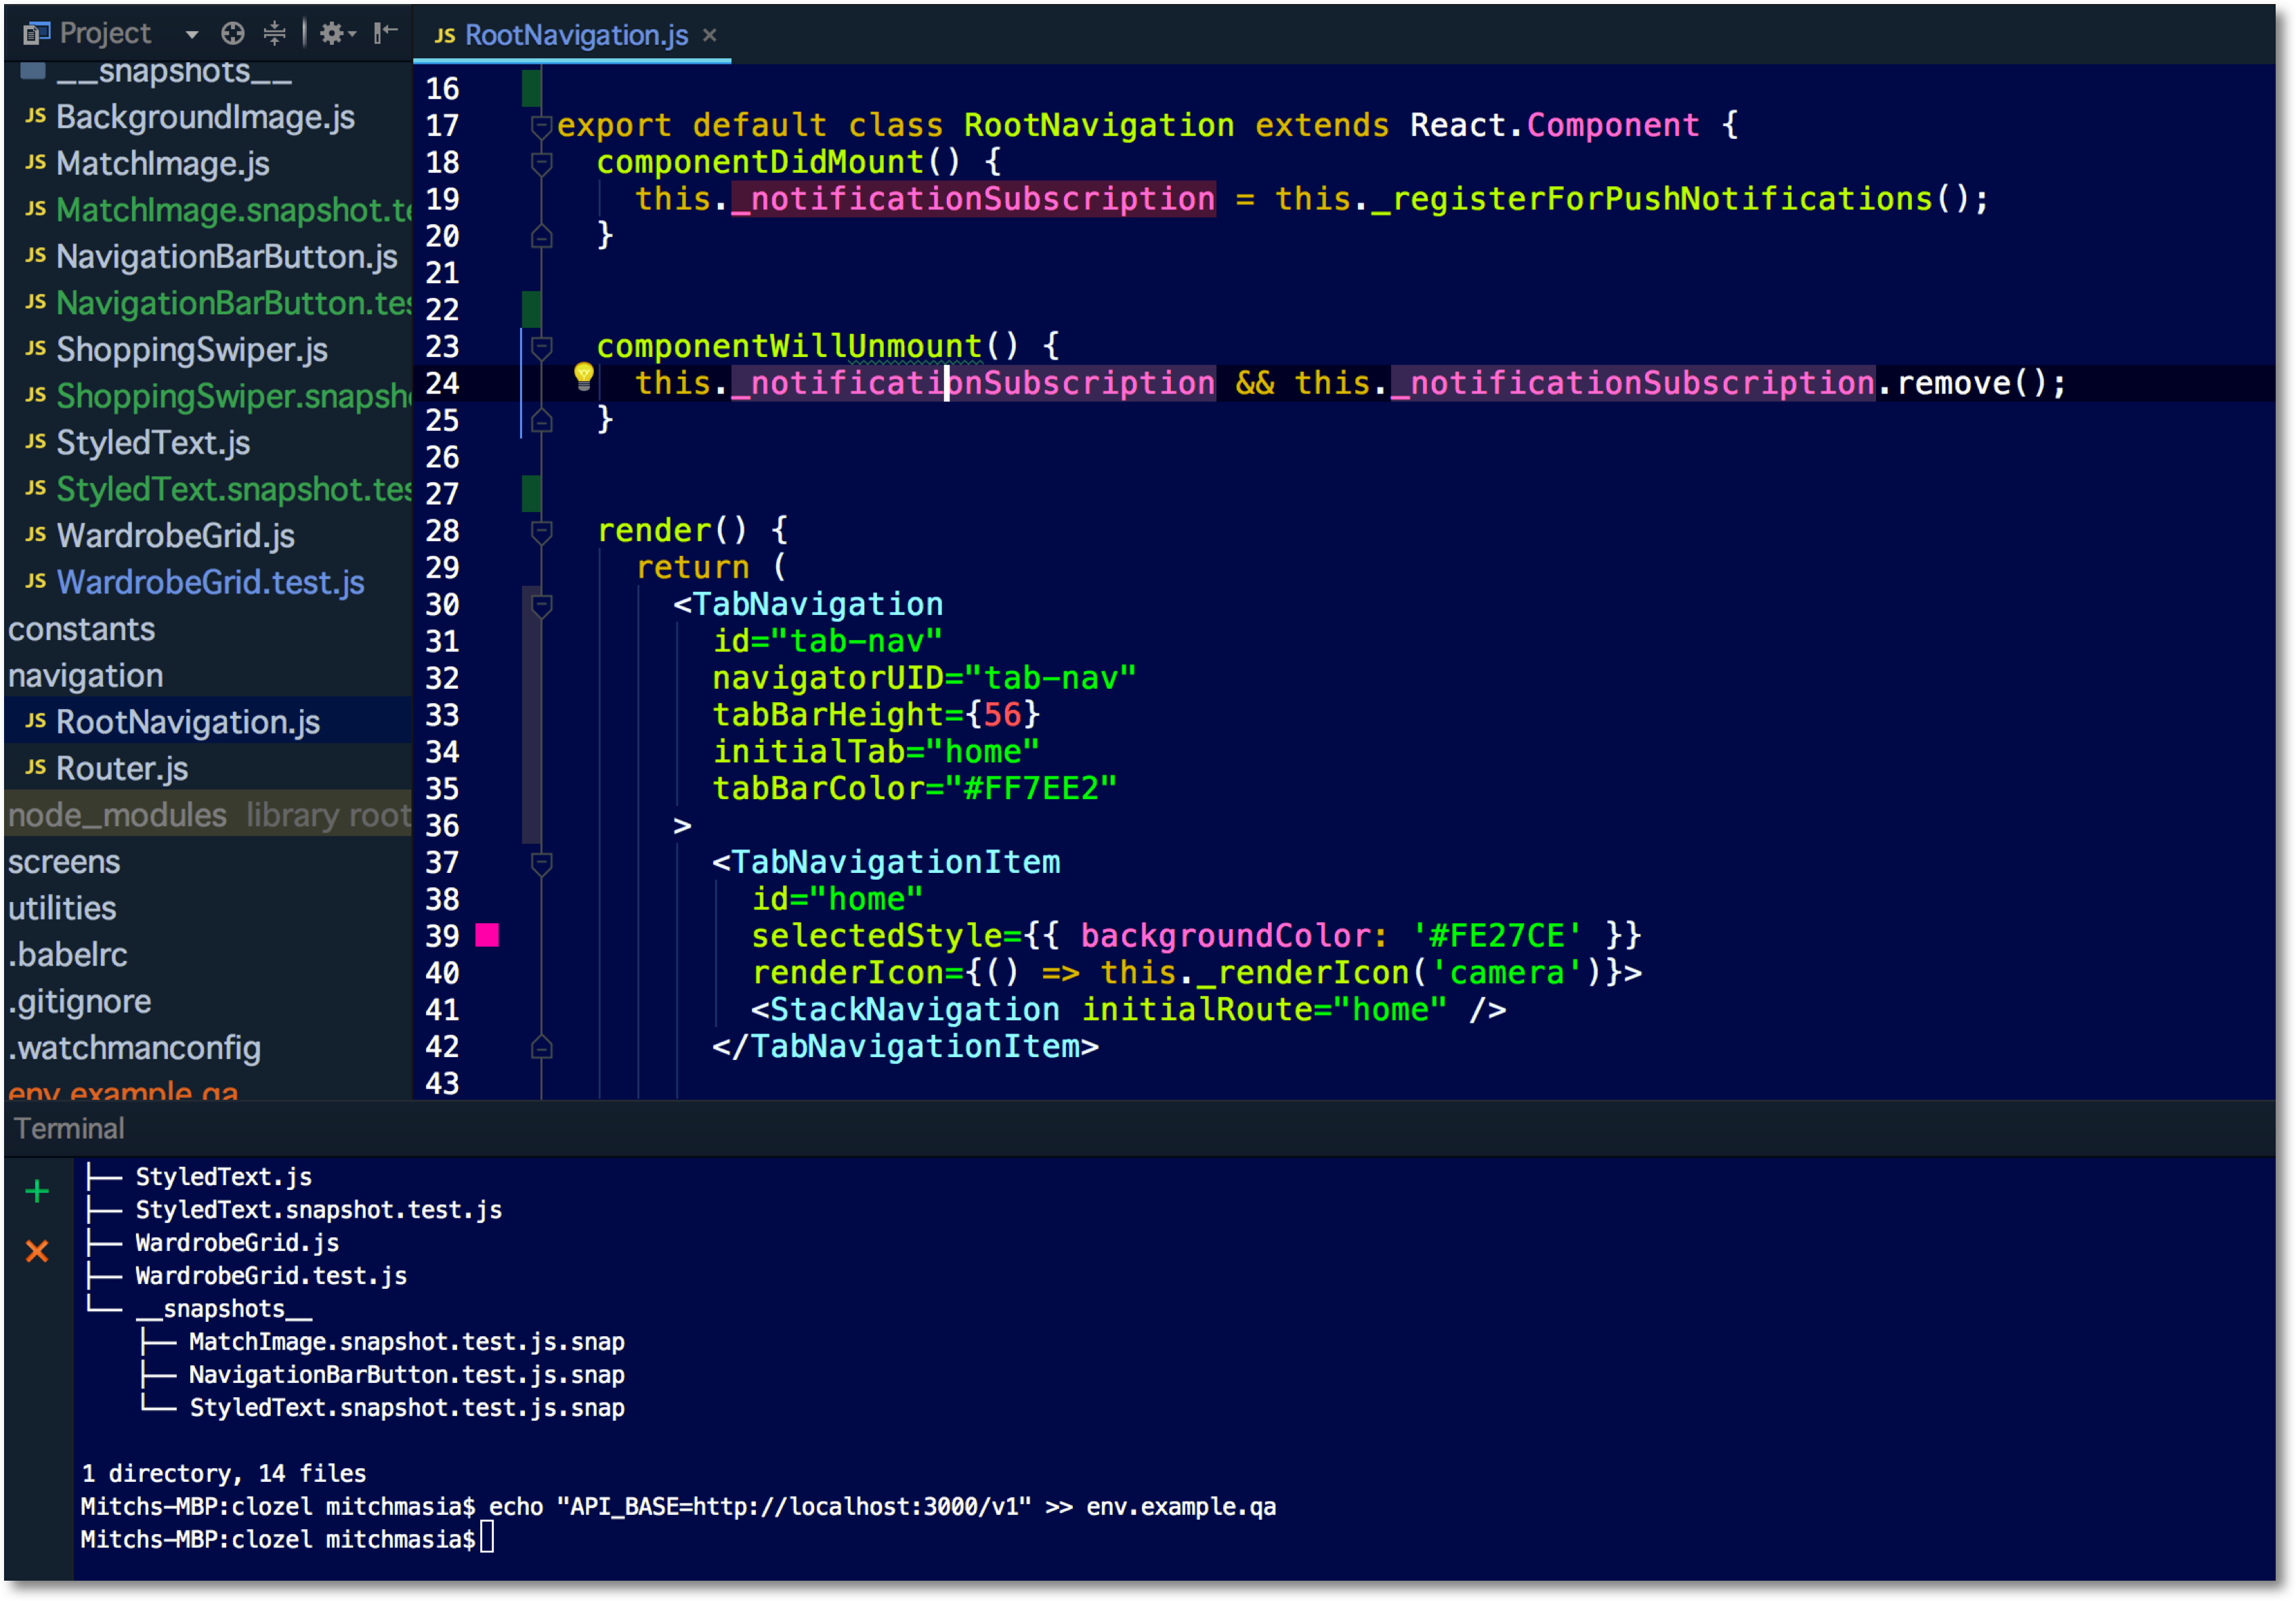 Project
__snapshots__
JS BackgroundImage.js
JS MatchImage.js
JS MatchImage.snapshot.te
JS NavigationBarButton.js
JS NavigationBarButton.tes
JS ShoppingSwiper.js
JS ShoppingSwiper.snapsh
JS StyledText.js
JS StyledText.snapshot.tes
JS WardrobeGrid.js
JS WardrobeGrid.test.js
constants
navigation
JS RootNavigation.js
JS Router.js
node_modules library root
screens
utilities
.babelrc
.gitignore
.watchmanconfig
env.example.qa
JS RootNavigation.js ×
16
17 export default class RootNavigation extends React.Component {
18 componentDidMount() {
19 this._notificationSubscription = this._registerForPushNotifications();
20 }
21
22
23 componentWillUnmount() {
24 this._notificationSubscription && this._notificationSubscription.remove();
25 }
26
27
28 render() {
29 return (
30 <TabNavigation
31 id="tab-nav"
32 navigatorUID="tab-nav"
33 tabBarHeight={56}
34 initialTab="home"
35 tabBarColor="#FF7EE2"
36 >
37 <TabNavigationItem
38 id="home"
39 selectedStyle={{ backgroundColor: '#FE27CE' }}
40 renderIcon={() => this._renderIcon('camera')}>
41 <StackNavigation initialRoute="home" />
42 </TabNavigationItem>
43
Terminal
├── StyledText.js
├── StyledText.snapshot.test.js
├── WardrobeGrid.js
├── WardrobeGrid.test.js
└── __snapshots__
├── MatchImage.snapshot.test.js.snap
├── NavigationBarButton.test.js.snap
└── StyledText.snapshot.test.js.snap
1 directory, 14 files
Mitchs-MBP:clozel mitchmasia$ echo "API_BASE=http://localhost:3000/v1" >> env.example.qa
Mitchs-MBP:clozel mitchmasia$